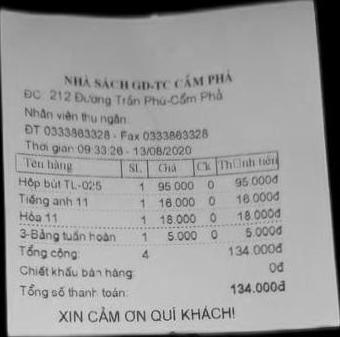 NHÀ SÁCH GD-TC CẨM PHẢ
ĐC: 212 Đường Trần Phú-Cẩm Phả
Nhân viên thu ngân:
ĐT 0333863328 - Fax 0333863328
Thời gian 09:33:26 - 13/08/2020
Tên hàng SL Giá Ck Thành tiền
Hộp bút TL-025 1 95.000 0 95.000đ
Tiếng anh 11 1 16.000 0 16.000đ
Hóa 11 1 18.000 0 18.000đ
3-Bảng tuần hoàn 1 5.000 0 5.000đ
Tổng cộng: 4 134.000đ
Chiết khấu bán hàng: 0đ
Tổng số thanh toán: 134.000đ
XIN CẢM ƠN QUÍ KHÁCH!